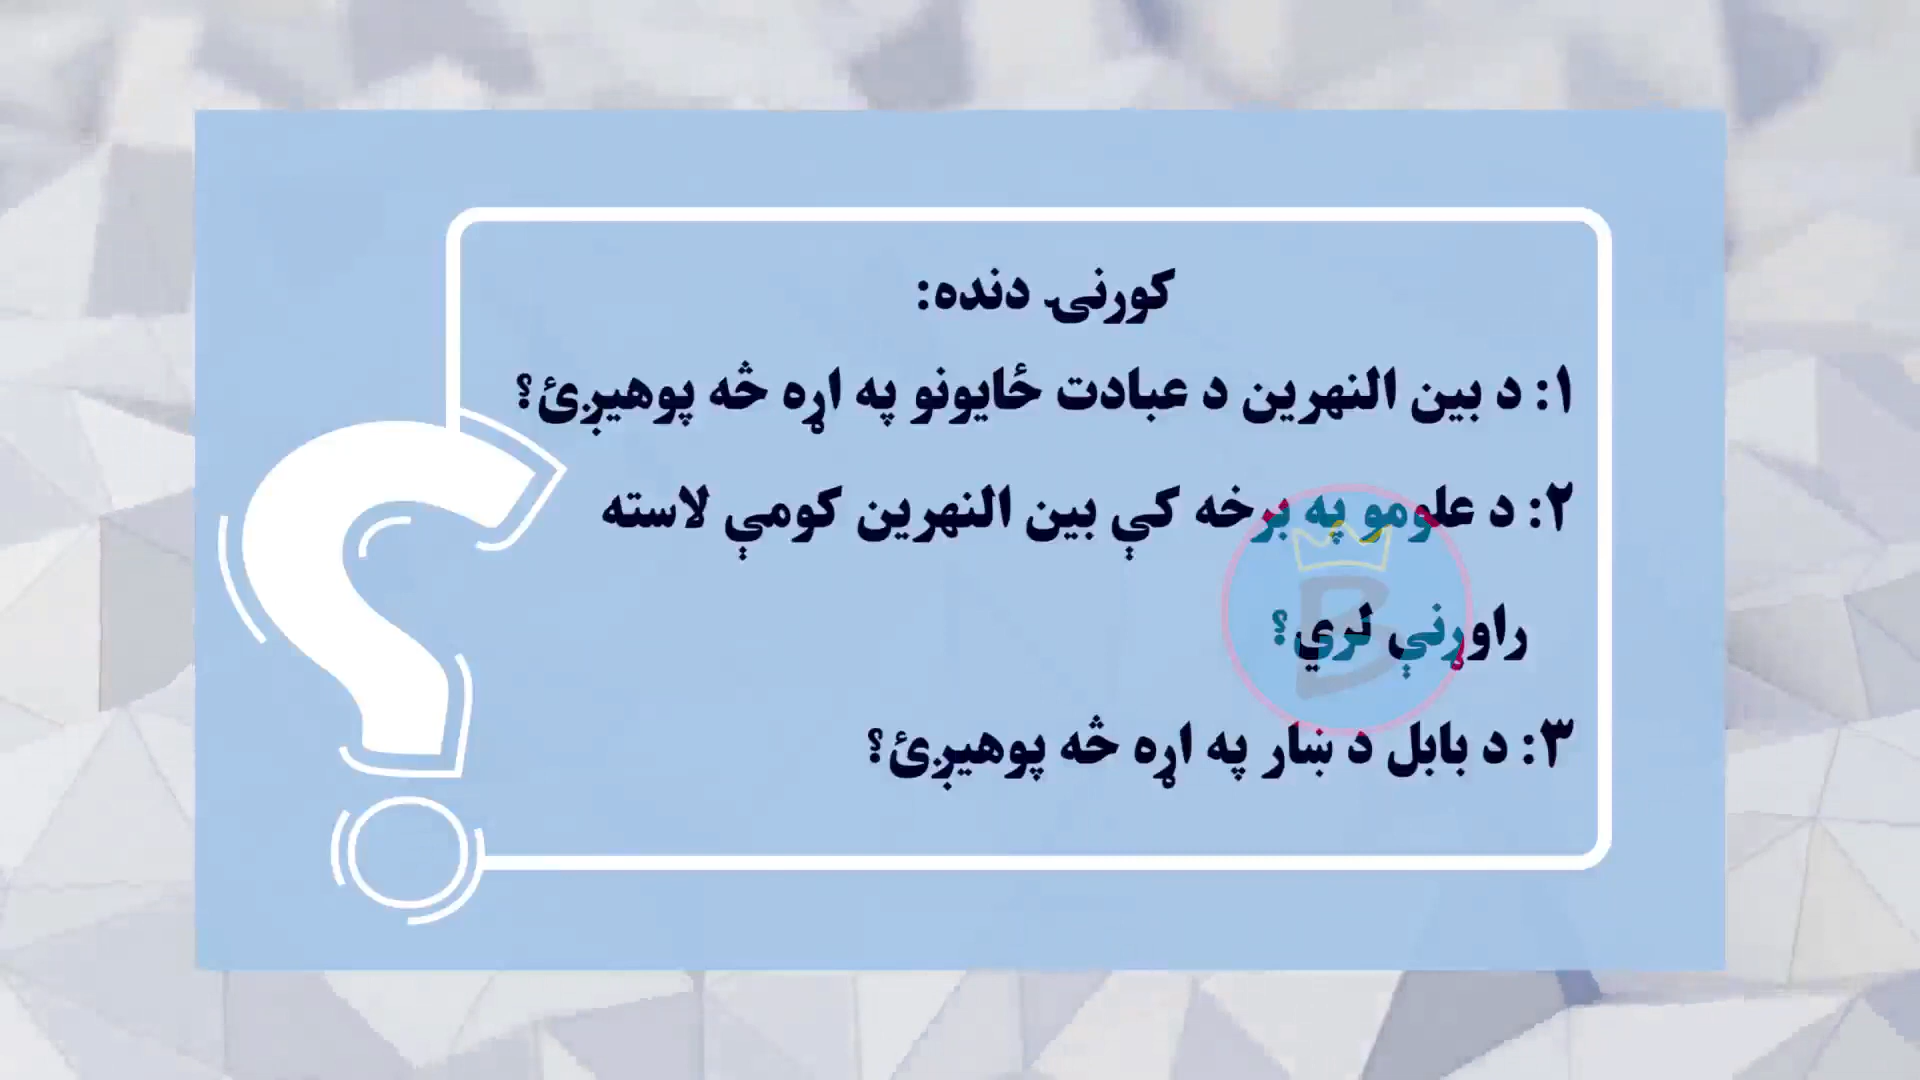 کورنۍ دنده:
۱: د بین النهرین د عبادت ځایونو په اړه څه پوهیږئ؟
۲: د علومو په برخه کې بین النهرین کومې لاسته
راوړنې لري؟
۳: د بابل د ښار په اړه څه پوهیږئ؟
B